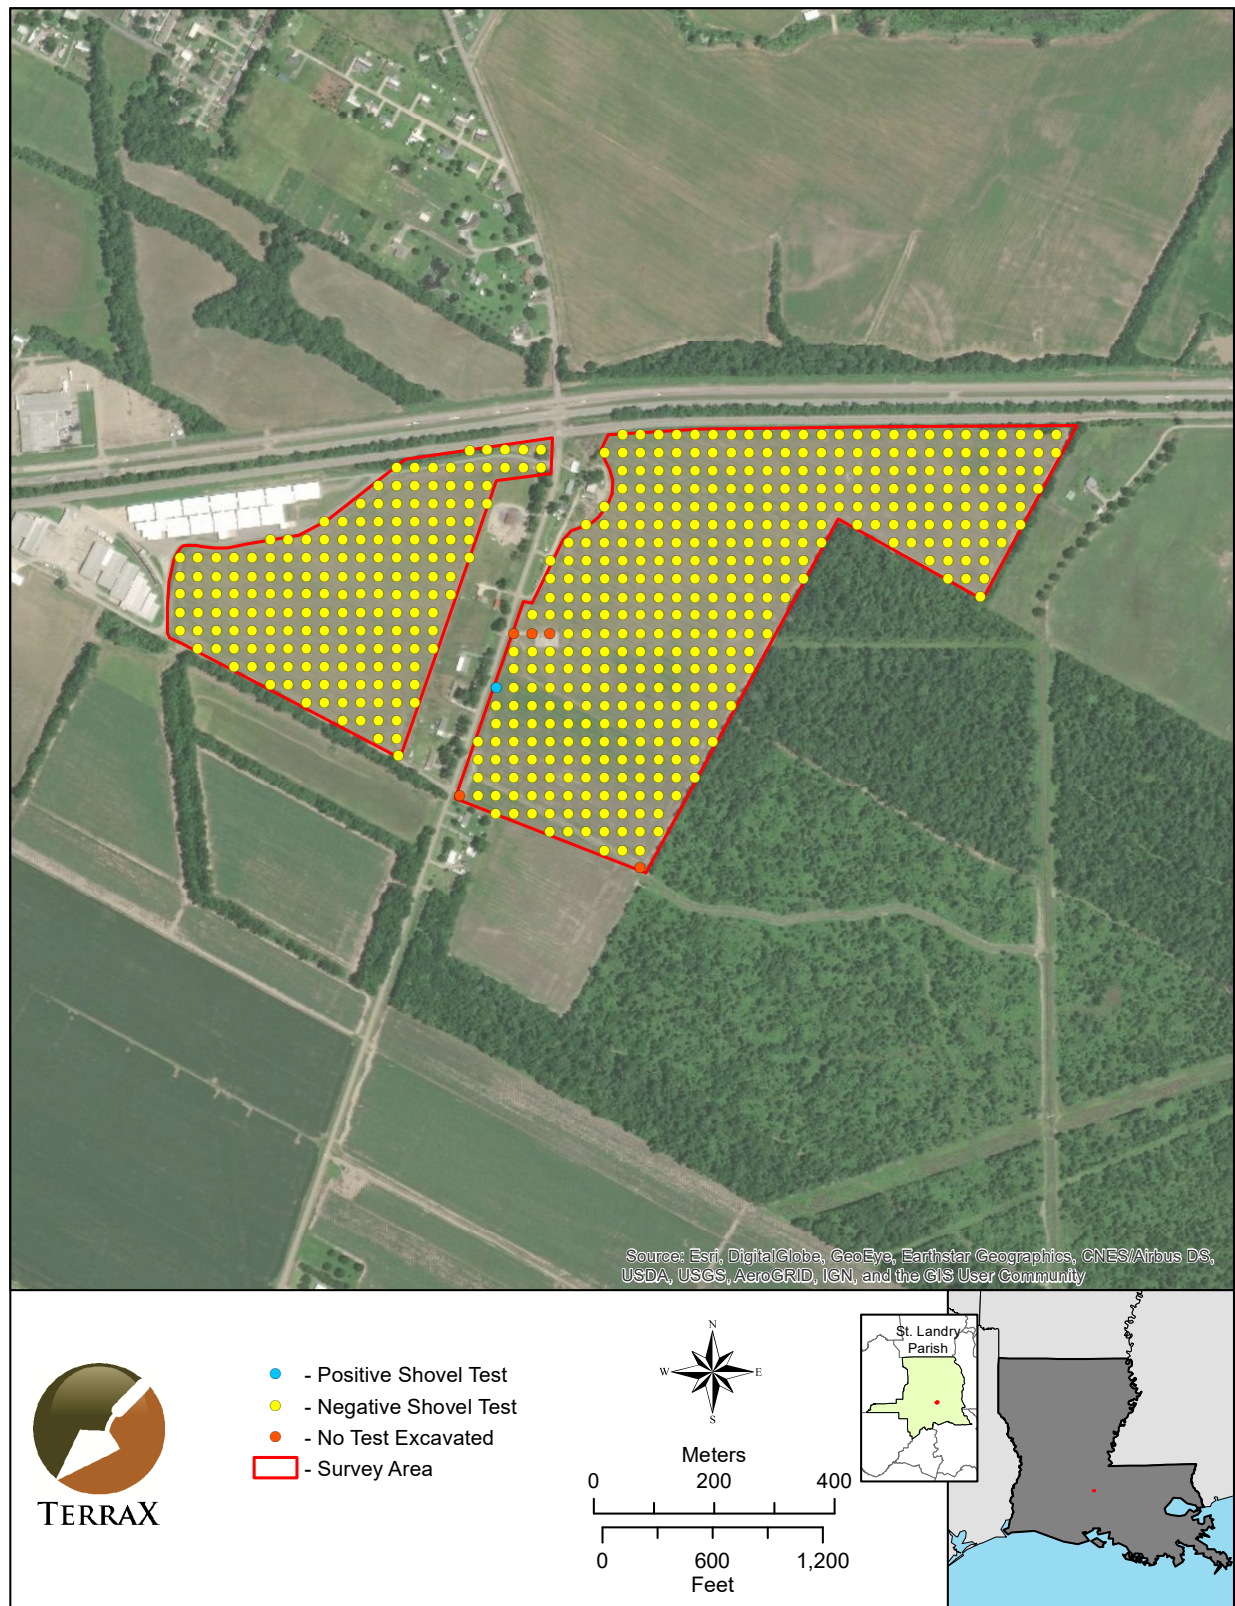 Source: Esri, DigitalGlobe, GeoEye, Earthstar Geographics, CNES/Airbus DS,
USDA, USGS, AeroGRID, IGN, and the GIS User Community
TERRAX
- Positive Shovel Test
- Negative Shovel Test
- No Test Excavated
- Survey Area
N
W E
S
Meters
0 200 400
0 600 1,200
Feet
St. Landry
Parish